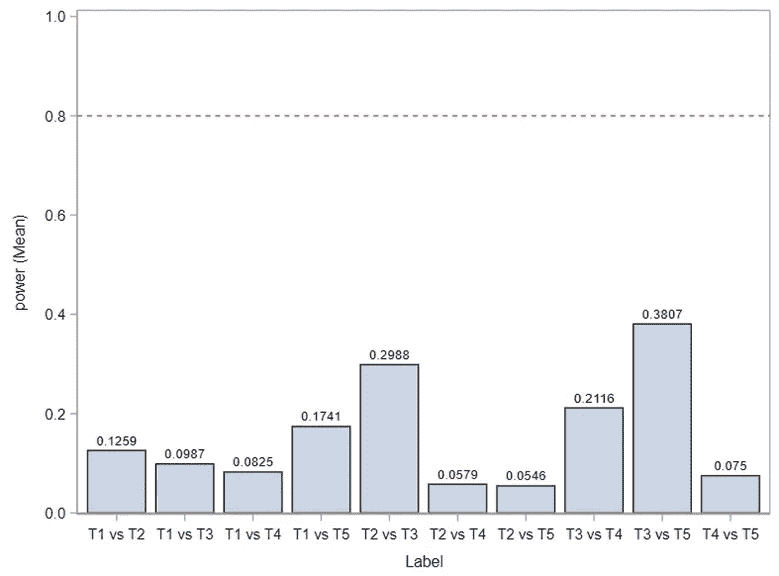 1.0
0.8
0.6
0.4
0.2
0.0
power (Mean)
0.1259
0.0987
0.0825
0.1741
0.2988
0.0579
0.0546
0.2116
0.3807
0.075
T1 vs T2
T1 vs T3
T1 vs T4
T1 vs T5
T2 vs T3
T2 vs T4
T2 vs T5
T3 vs T4
T3 vs T5
T4 vs T5
Label